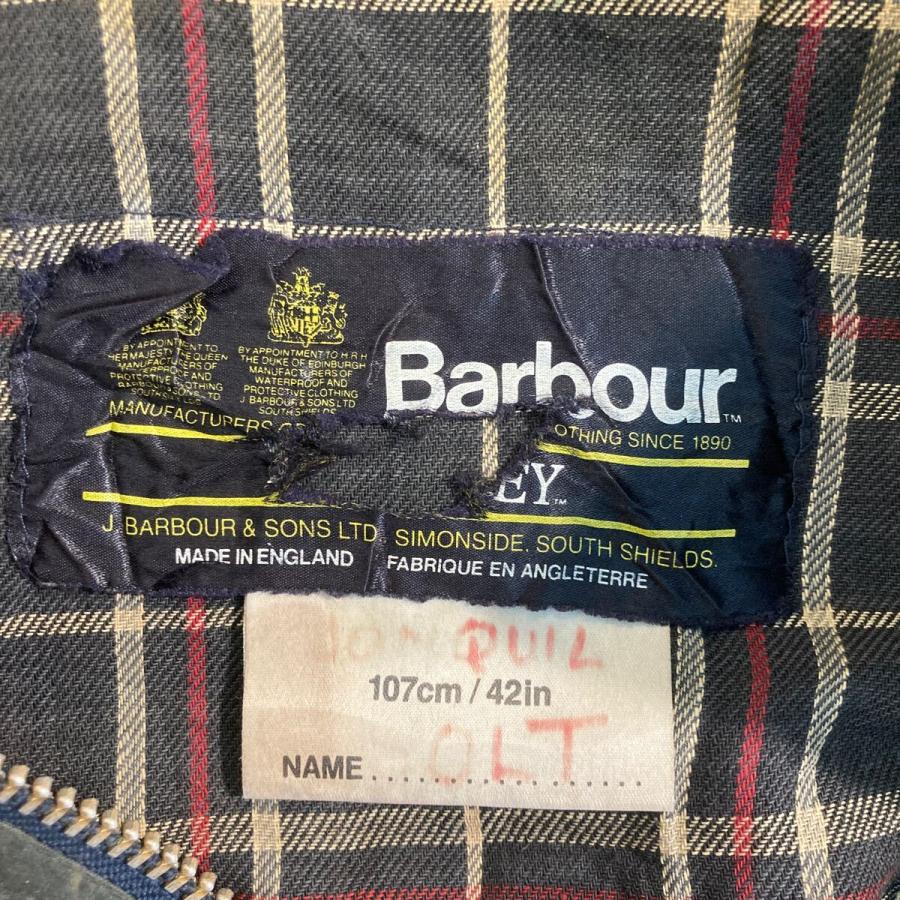 BY APPOINTMENT TO
HER MAJESTY THE QUEEN
MANUFACTURERS OF
BY APPOINTMENT TO H R H
THE DUKE OF EDINBURGH
MANUFACTURERS OF
WATERPROOF AND
PROTECTIVE CLOTHING
J BARBOUR & SONS LTD
SOUTH SHIELDS
Barbour™
MANUFACTURERS
OTHING SINCE 1890
EY™
J. BARBOUR & SONS LTD SIMONSIDE. SOUTH SHIELDS.
MADE IN ENGLAND FABRIQUE EN ANGLETERRE
QUIL
107cm / 42in
OLT
NAME